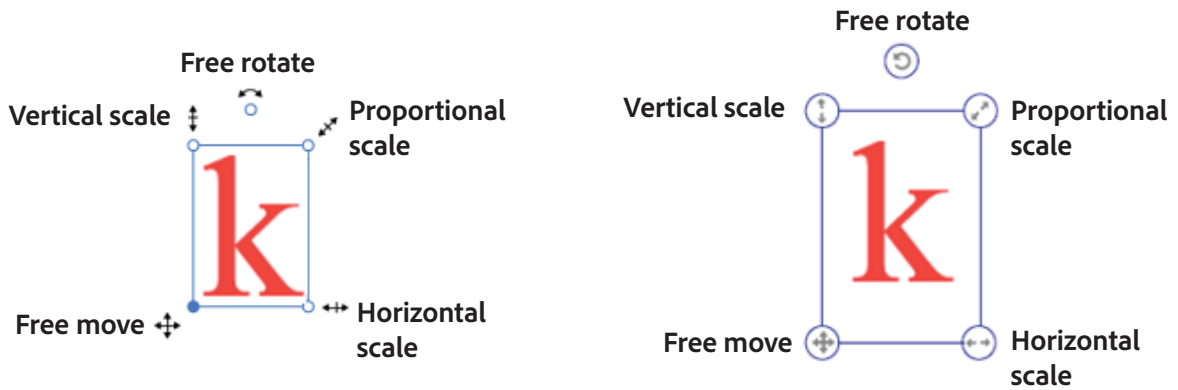 Free rotate
Vertical scale
Proportional
scale
k
Free move
Horizontal
scale
Free rotate
Vertical scale
Proportional
scale
k
Free move
Horizontal
scale